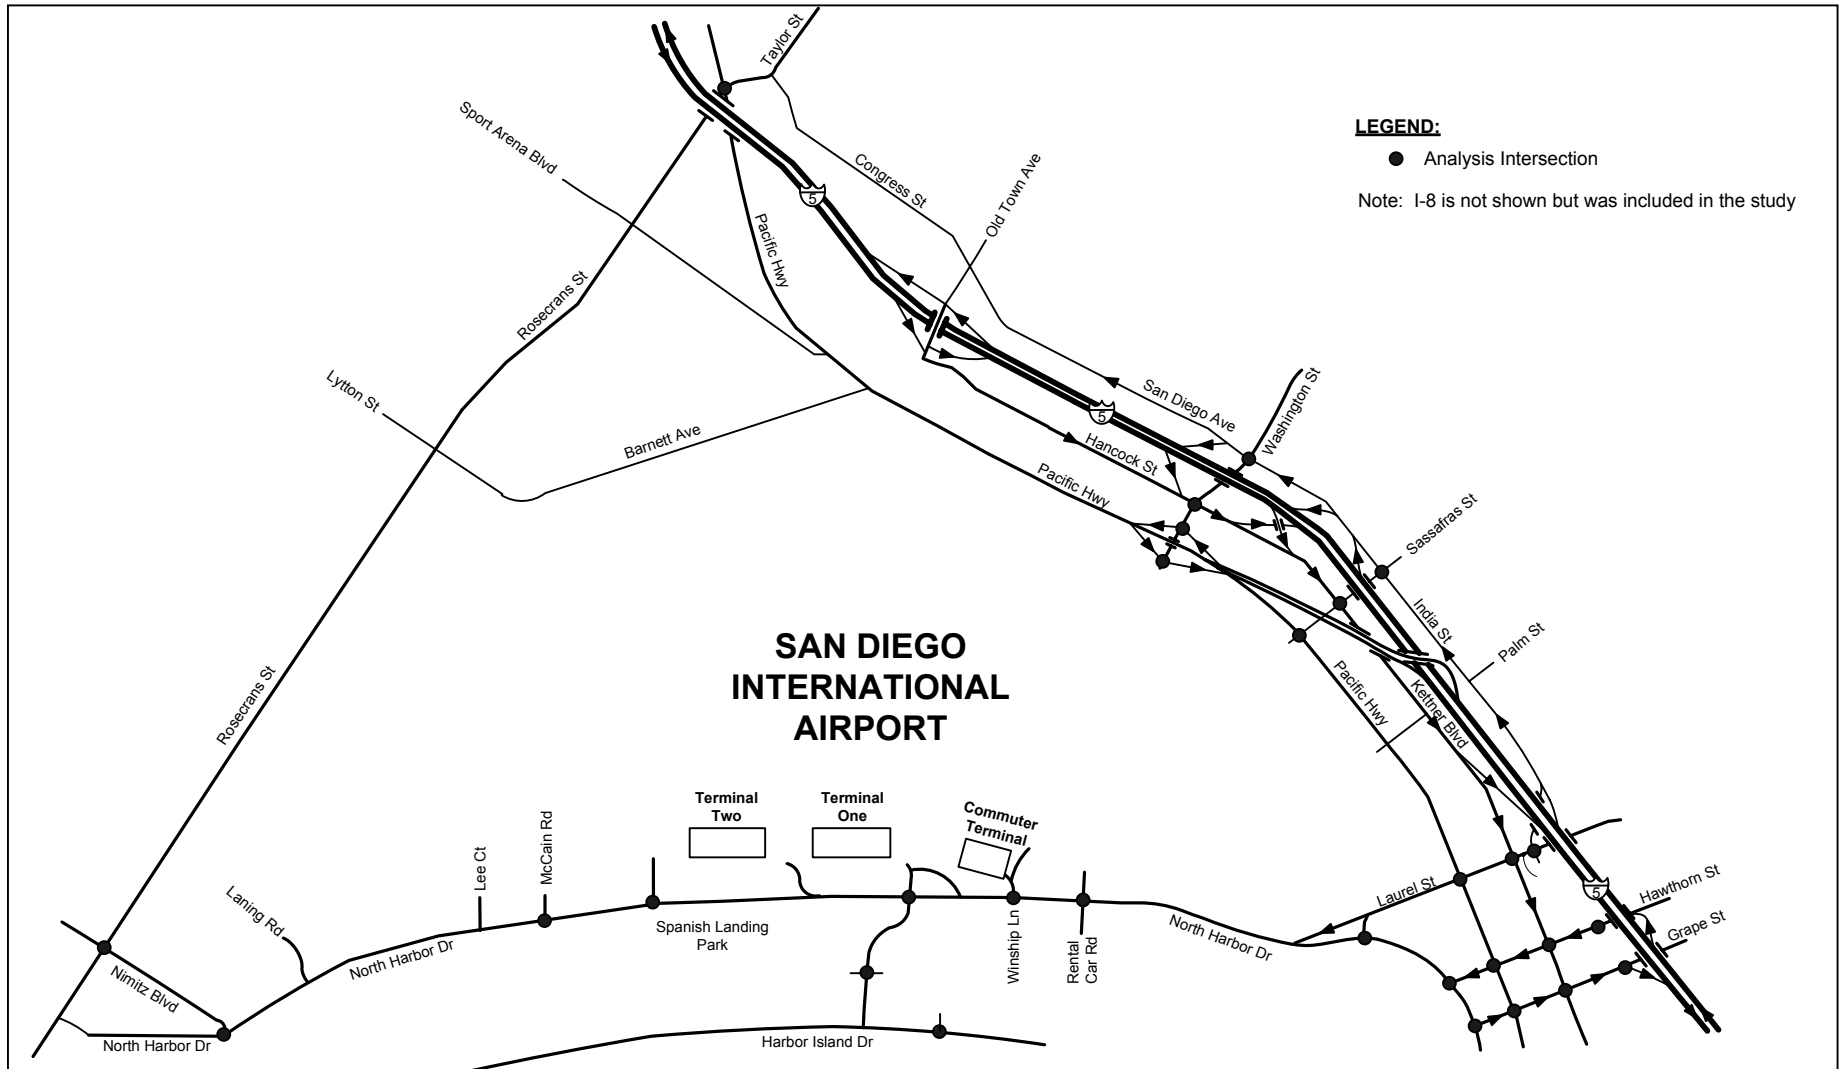 Taylor St
Sport Arena Blvd
LEGEND:
Analysis Intersection
Note: I-8 is not shown but was included in the study
Congress St
Old Town Ave
5
Pacific Hwy
Rosecrans St
Lytton St
Barnett Ave
San Diego Ave
5
Washington St
Hancock St
Pacific Hwy
Sassafras St
India St
Palm St
SAN DIEGO
INTERNATIONAL
AIRPORT
Pacific Hwy
Kettner Blvd
Rosecrans St
Terminal
Two
Terminal
One
Commuter
Terminal
Lee Ct
McCain Rd
Laning Rd
Laurel St
5
Hawthorn St
Grape St
Spanish Landing
Park
North Harbor Dr
Winship Ln
Rental
Car Rd
North Harbor Dr
Nimitz Blvd
North Harbor Dr
Harbor Island Dr